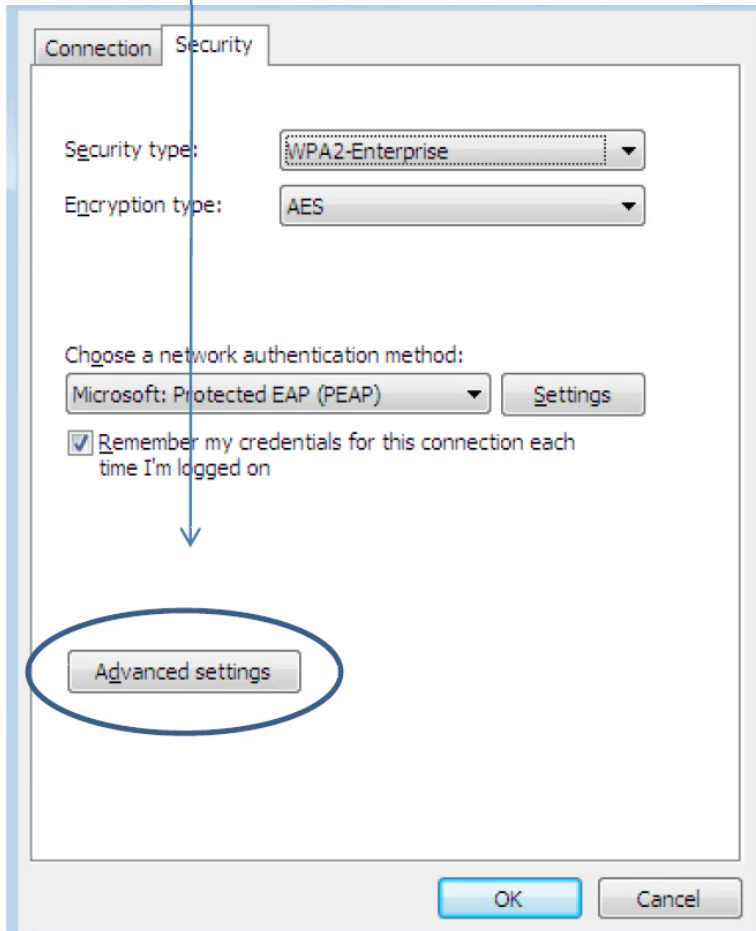 Connection Security
Security type: WPA2-Enterprise
Encryption type: AES
Choose a network authentication method:
Microsoft: Protected EAP (PEAP) Settings
Remember my credentials for this connection each
time I'm logged on
Advanced settings
OK Cancel